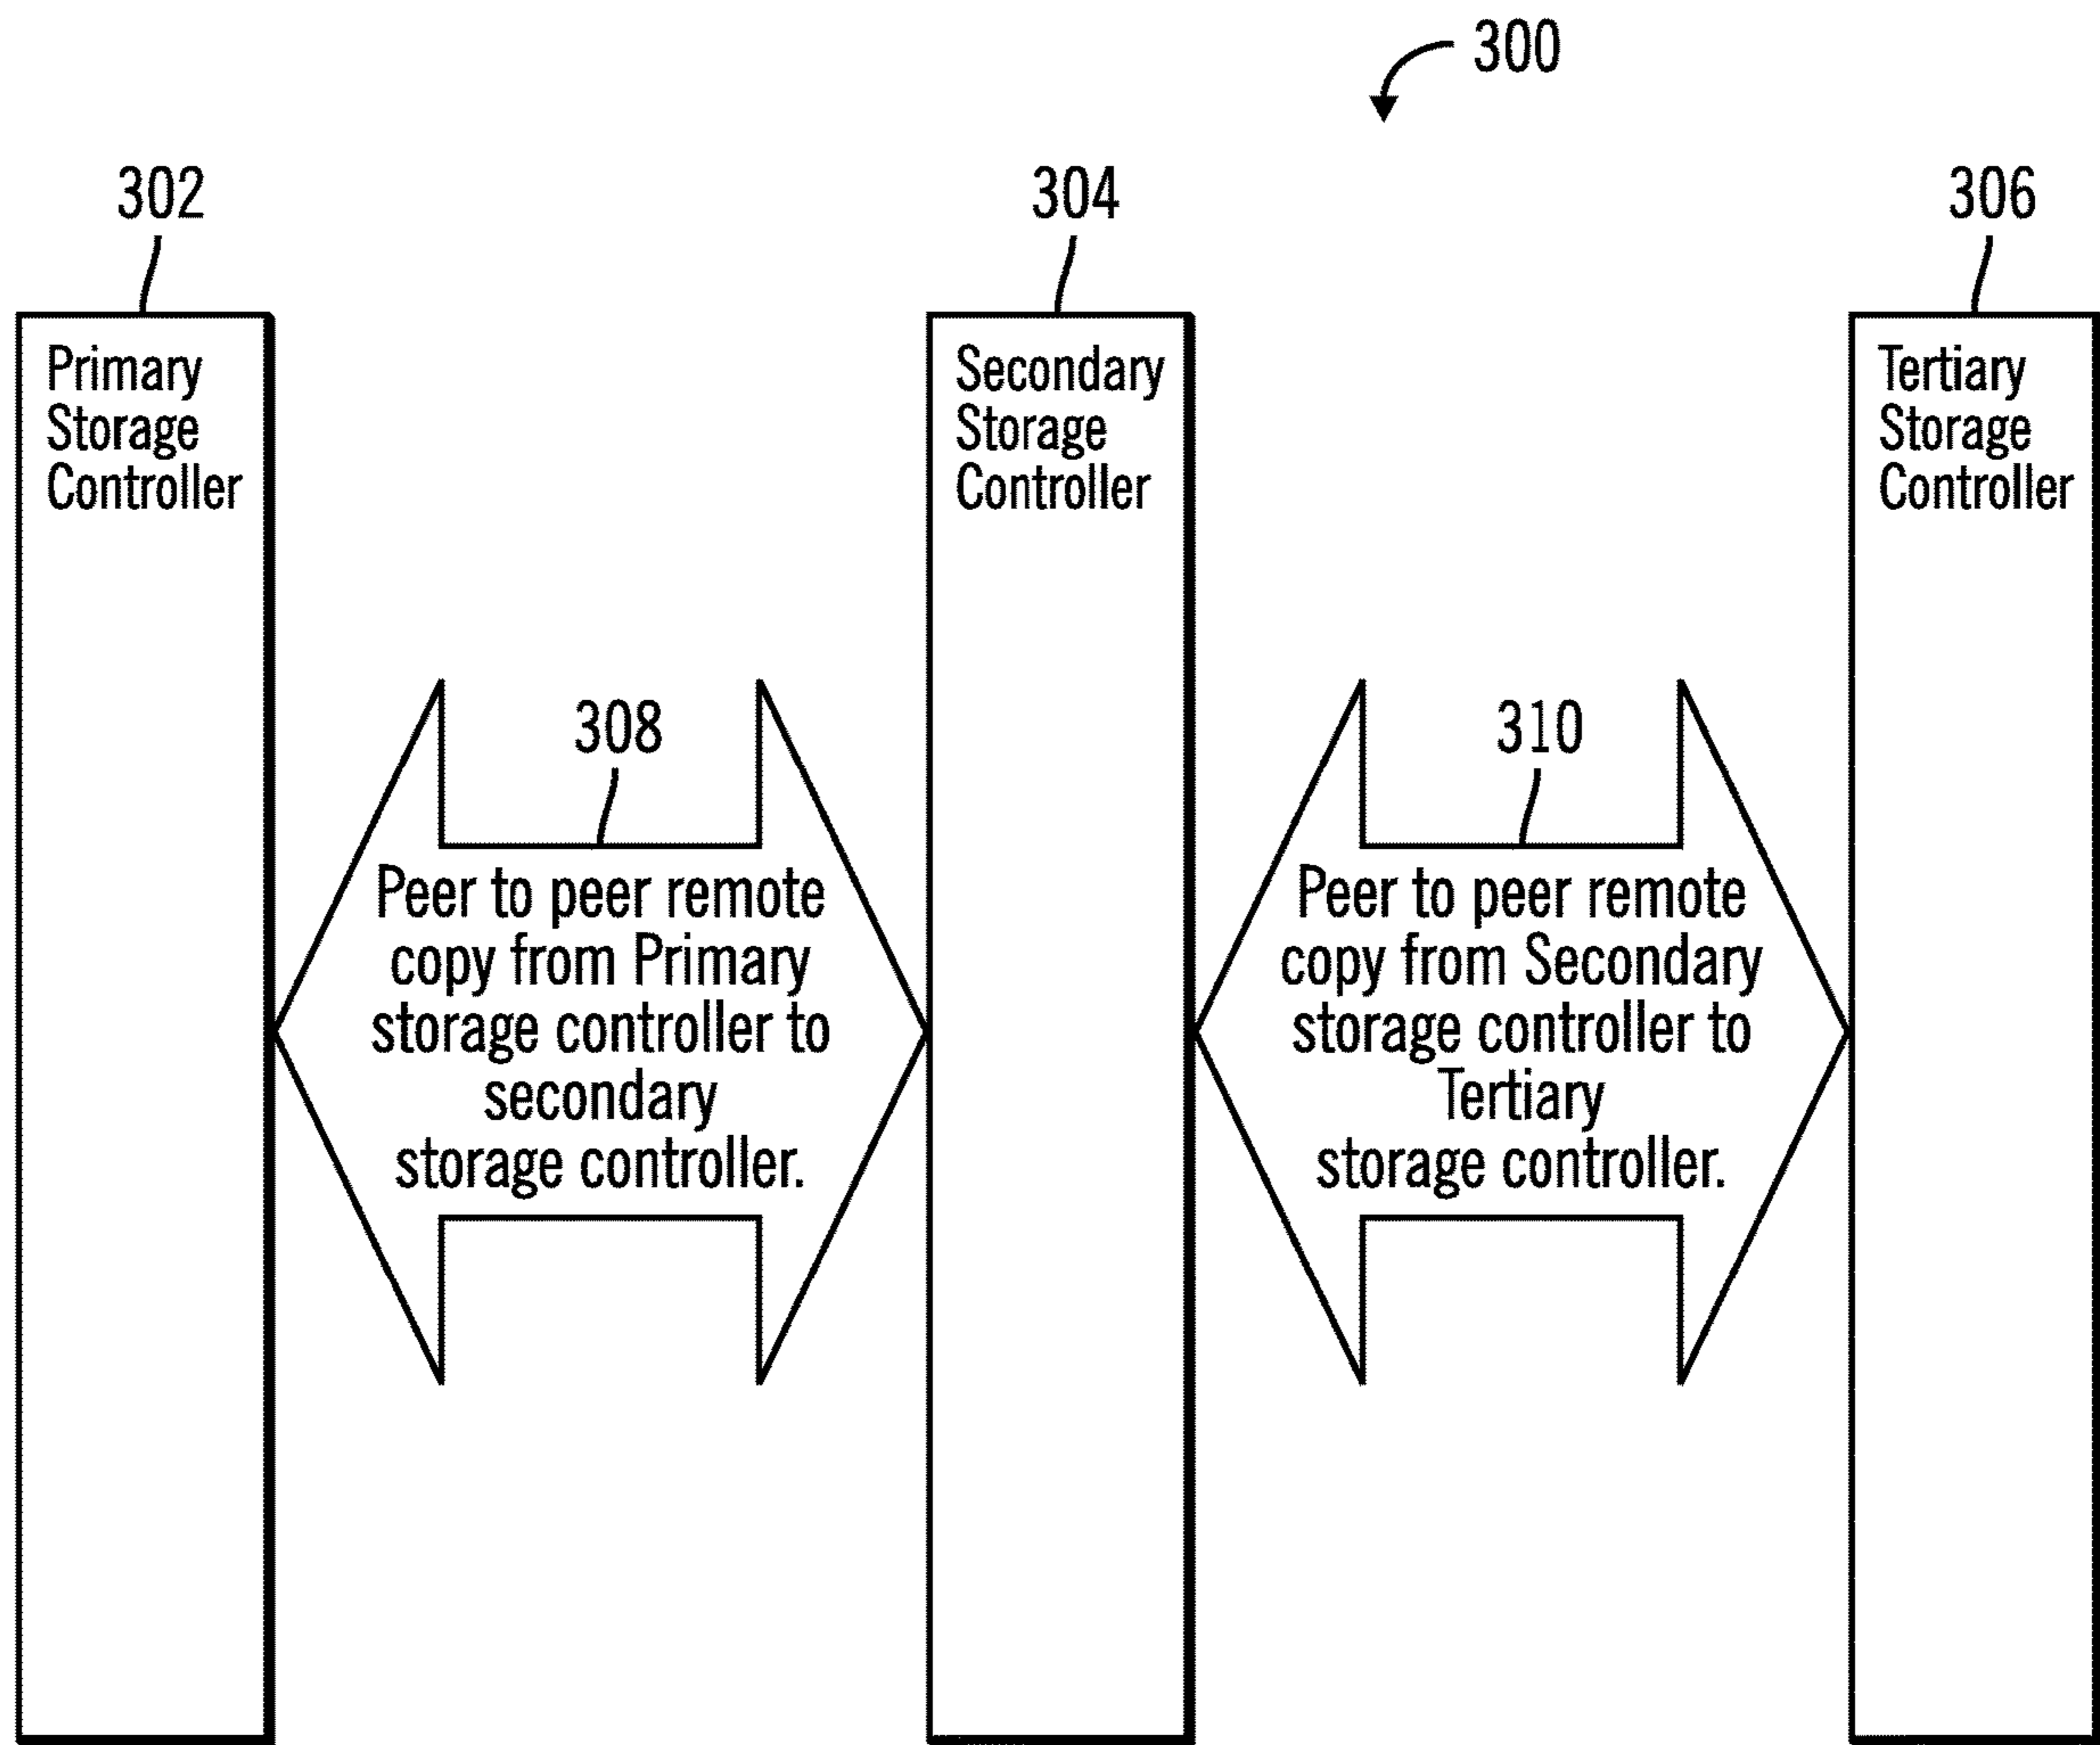 300
302
304
306
Primary
Storage
Controller
Secondary
Storage
Controller
Tertiary
Storage
Controller
308
Peer to peer remote
copy from Primary
storage controller to
secondary
storage controller.
310
Peer to peer remote
copy from Secondary
storage controller to
Tertiary
storage controller.